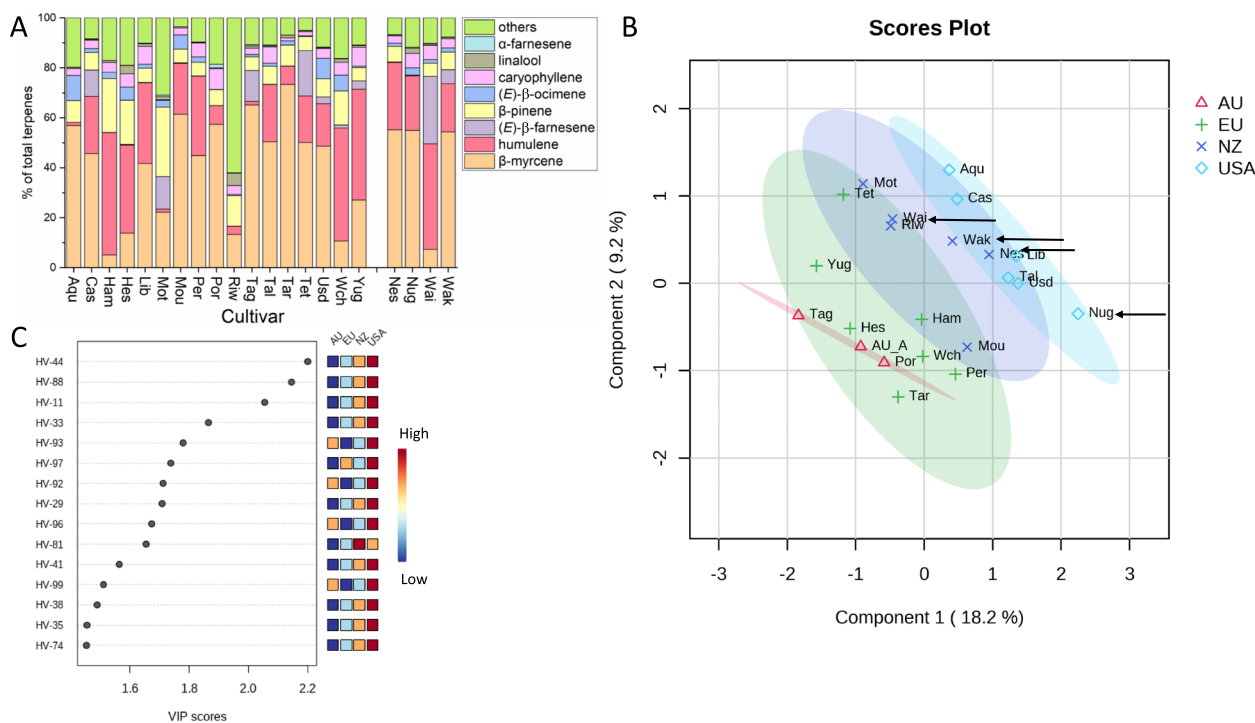 A
% of total terpenes
100
80
60
40
20
0
Aqu Cas Ham Hes Lib Mot Mou Per Por Riw Tag Tal Tar Tet Usd Wch Yug Nes Nug Wai Wak
Cultivar
others
α-farnesene
linalool
caryophyllene
(E)-β-ocimene
β-pinene
(E)-β-farnesene
humulene
β-myrcene
B
Scores Plot
Component 2 ( 9.2 %)
2
1
0
-1
-2
Aqu
Cas
Mot
Tet
Wai
Riw
Wak
Nes
Lib
Yug
Tal
Usd
Nug
Tag
Ham
Hes
AU_A
Mou
Wch
Por
Per
Tar
-3 -2 -1 0 1 2 3
Component 1 ( 18.2 %)
AU
EU
NZ
USA
C
AU EU NZ USA
HV-44
HV-88
HV-11
HV-33
HV-93
HV-97
HV-92
HV-29
HV-96
HV-81
HV-41
HV-99
HV-38
HV-35
HV-74
1.6 1.8 2.0 2.2
VIP scores
High
Low